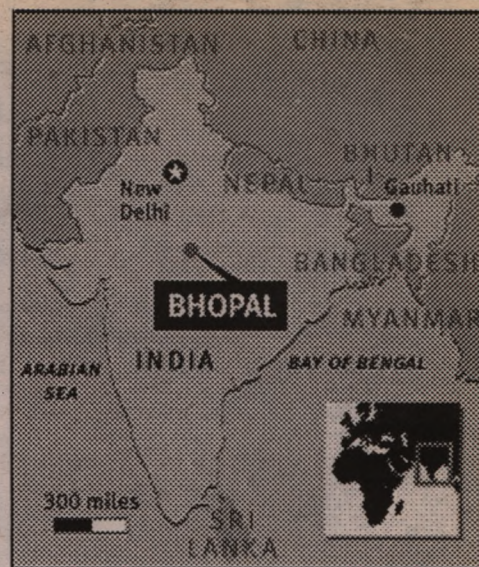 AFGHANISTAN
CHINA
PAKISTAN
BHUTAN
New
Delhi
NEPAL
Gauhati
BANGLADESH
BHOPAL
MYANMAR
INDIA
BAY OF BENGAL
ARABIAN
SEA
300 miles
SRI
LANKA